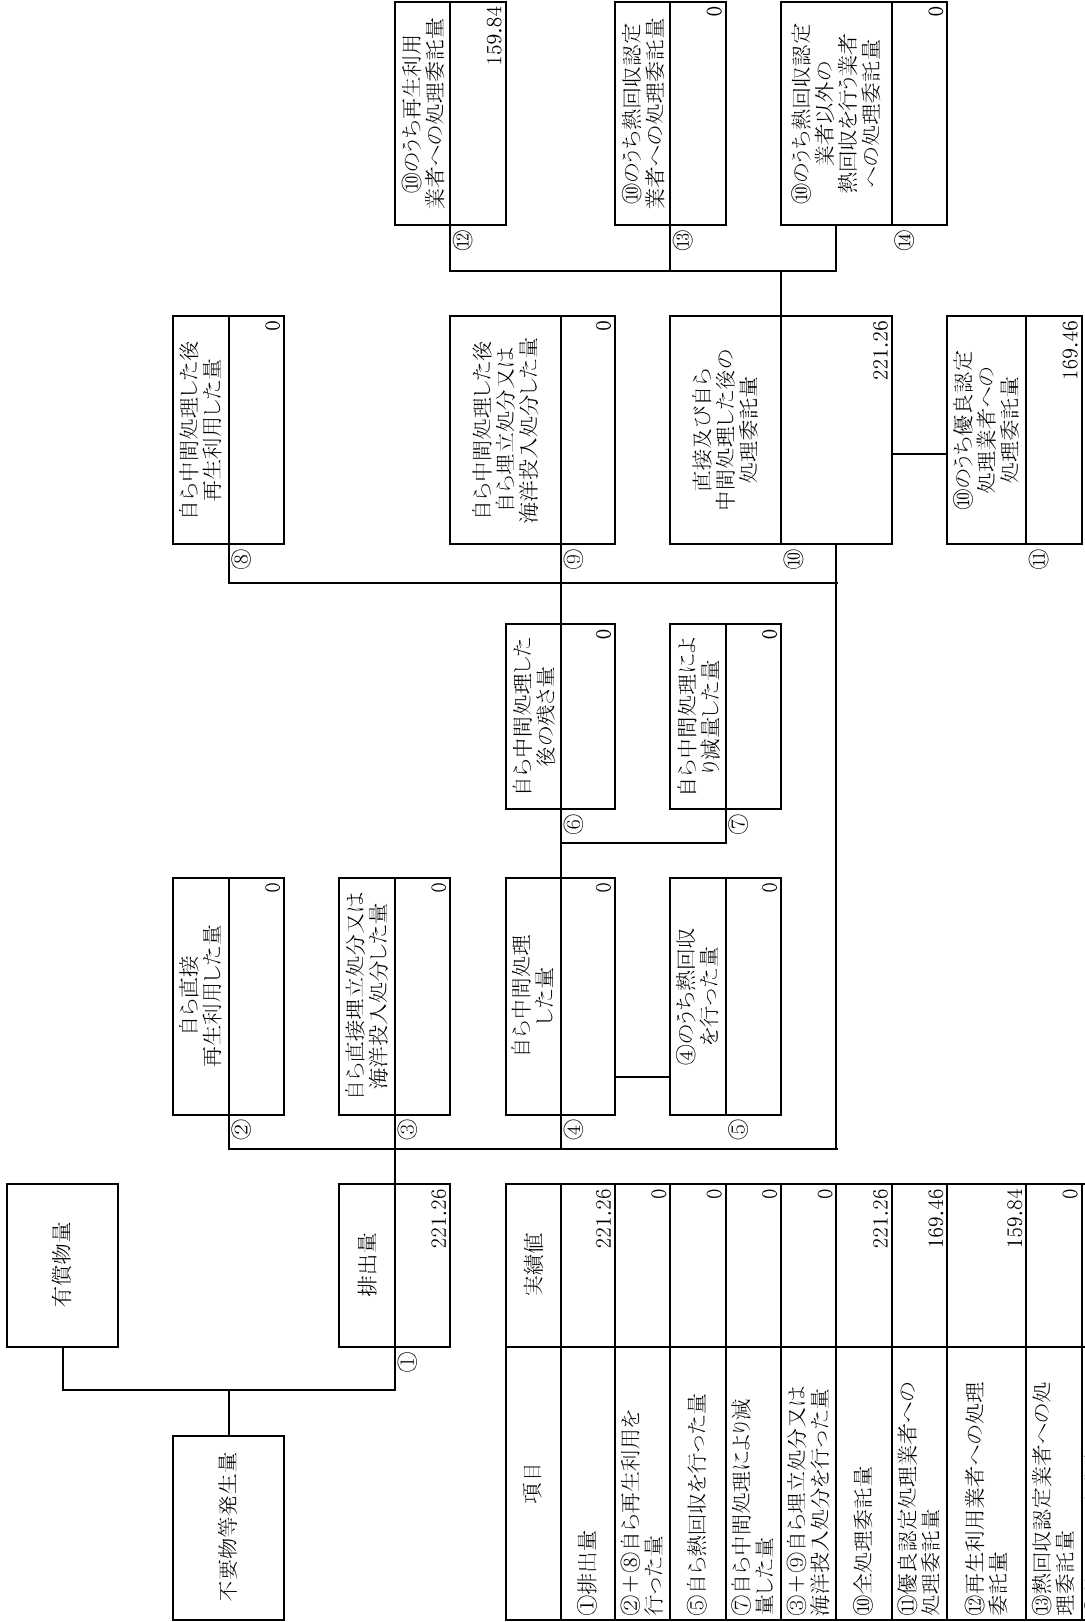 有償物量
不要物等発生量
①
排出量
221.26
②
自ら直接
再生利用した量
0
③
自ら直接埋立処分又は
海洋投入処分した量
0
④
自ら中間処理
した量
0
⑤
④のうち熱回収
を行った量
0
⑥
自ら中間処理した
後の残さ量
0
⑦
自ら中間処理によ
り減量した量
0
⑧
自ら中間処理した後
再生利用した量
0
⑨
自ら中間処理した後
自ら埋立処分又は
海洋投入処分した量
0
⑩
直接及び自ら
中間処理した後の
処理委託量
221.26
⑪
⑩のうち優良認定
処理業者への
処理委託量
169.46
⑫
⑩のうち再生利用
業者への処理委託量
159.84
⑬
⑩のうち熱回収認定
業者への処理委託量
0
⑭
⑩のうち熱回収認定
業者以外の
熱回収を行う業者
への処理委託量
0
項目
実績値
①排出量
221.26
②+⑧自ら再生利用を
行った量
0
⑤自ら熱回収を行った量
0
⑦自ら中間処理により減
量した量
0
③+⑨自ら埋立処分又は
海洋投入処分を行った量
0
⑩全処理委託量
221.26
⑪優良認定処理業者への
処理委託量
169.46
⑫再生利用業者への処理
委託量
159.84
⑬熱回収認定業者への処
理委託量
0